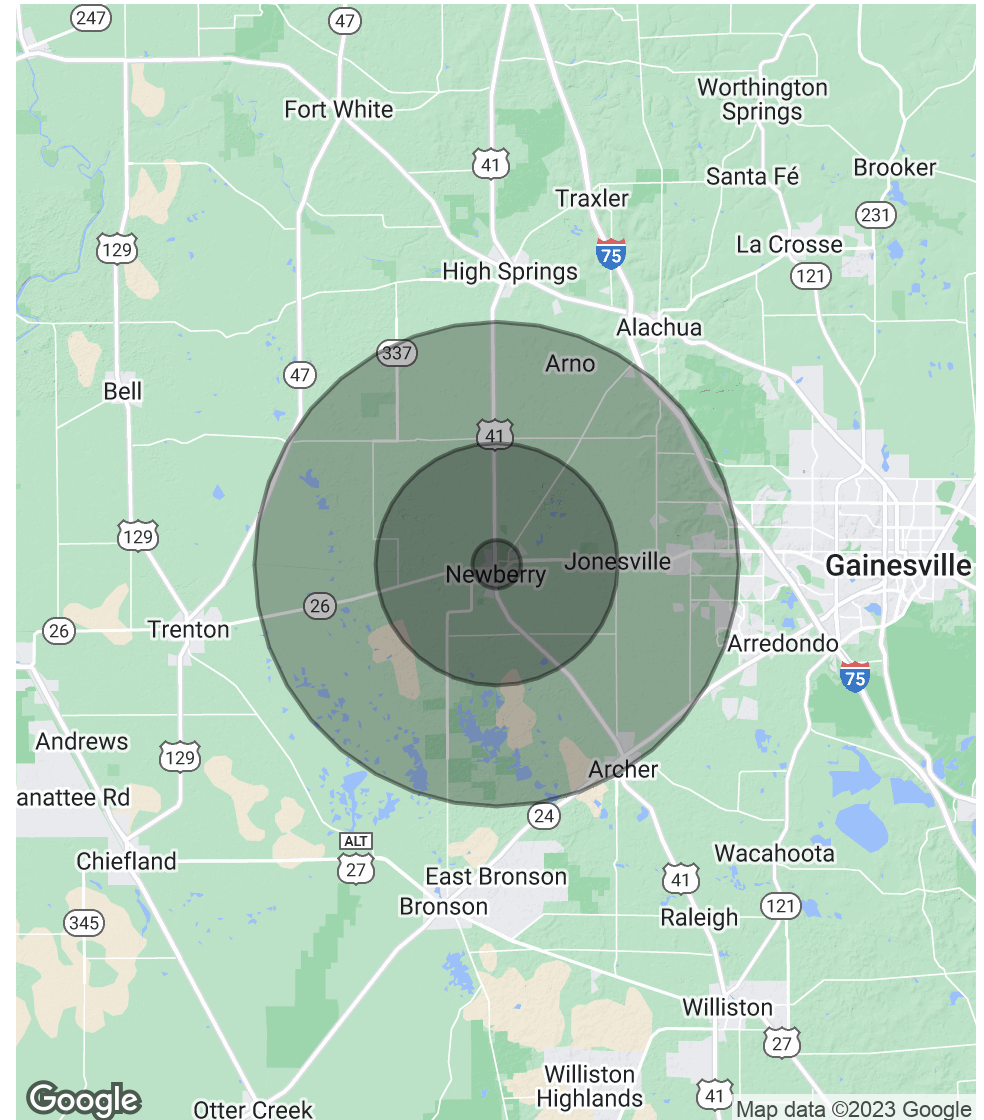 247
47
Fort White
Worthington
Springs
41
Brooker
Santa Fé
Traxler
231
129
La Crosse
75
High Springs
121
Alachua
337
Arno
47
Bell
41
129
Jonesville
Gainesville
Newberry
26
26
Trenton
Arredondo
75
Andrews
129
Archer
anattee Rd
24
ALT
27
Chiefland
Wacahoota
East Bronson
41
Bronson
121
345
Raleigh
Williston
27
Williston
Highlands
41
Google
Otter Creek
Map data ©2023 Google